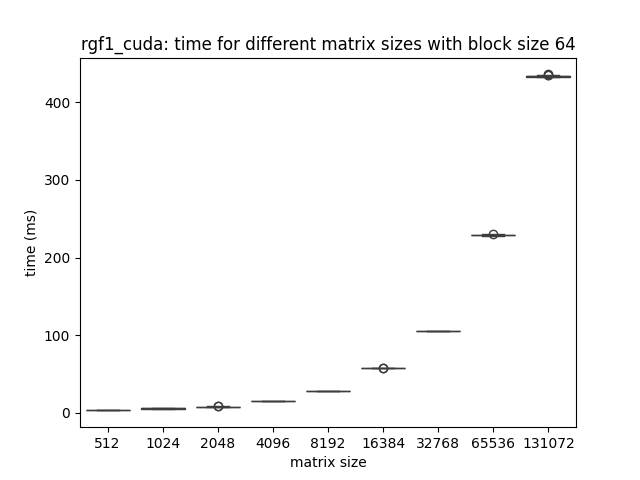 rgf1_cuda: time for different matrix sizes with block size 64
400
300
200
100
0
time (ms)
512 1024 2048 4096 8192 16384 32768 65536 131072
matrix size